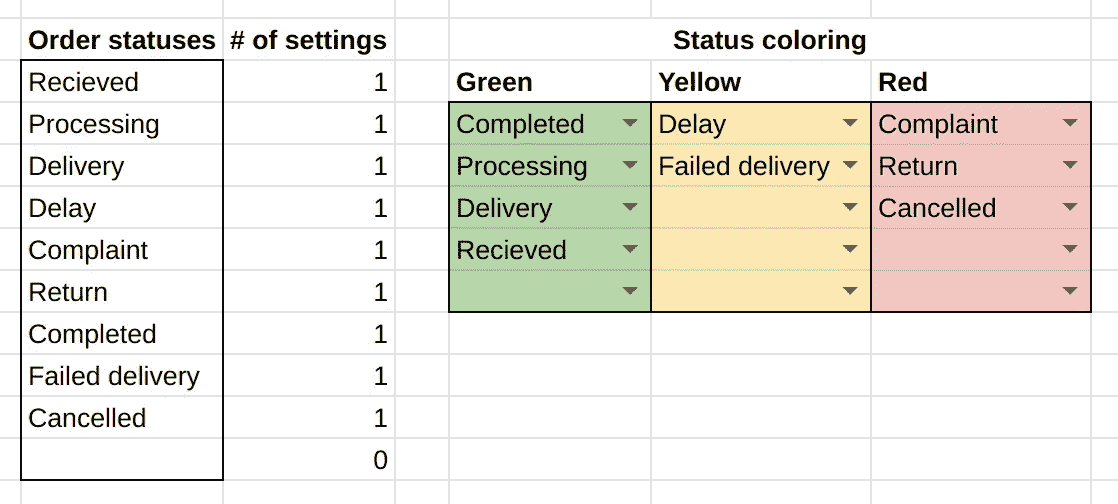 Order statuses # of settings Status coloring
Recieved 1 Green Yellow Red
Processing 1 Completed Delay Complaint
Delivery 1 Processing Failed delivery Return
Delay 1 Delivery Cancelled
Complaint 1 Recieved
Return 1
Completed 1
Failed delivery 1
Cancelled 1
0